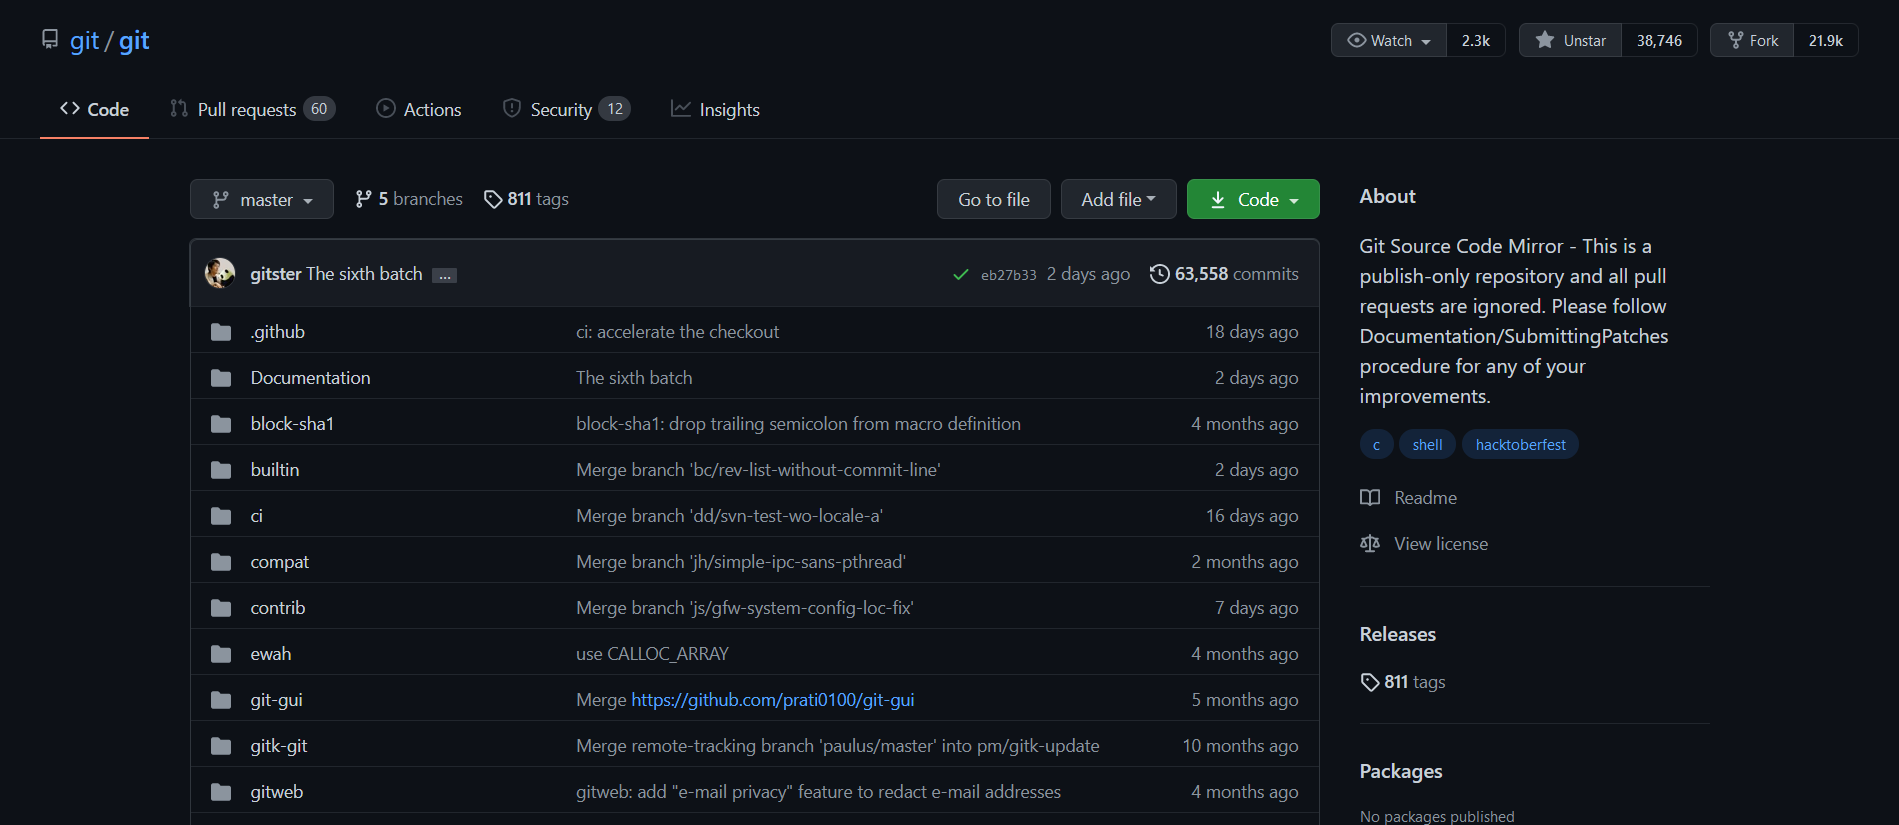 git / git
Watch 2.3k Unstar 38,746 Fork 21.9k
Code Pull requests 60 Actions Security 12 Insights
master 5 branches 811 tags Go to file Add file Code
gitster The sixth batch ... eb27b33 2 days ago 63,558 commits
.github ci: accelerate the checkout 18 days ago
Documentation The sixth batch 2 days ago
block-sha1 block-sha1: drop trailing semicolon from macro definition 4 months ago
builtin Merge branch 'bc/rev-list-without-commit-line' 2 days ago
ci Merge branch 'dd/svn-test-wo-locale-a' 16 days ago
compat Merge branch 'jh/simple-ipc-sans-pthread' 2 months ago
contrib Merge branch 'js/gfw-system-config-loc-fix' 7 days ago
ewah use CALLOC_ARRAY 4 months ago
git-gui Merge https://github.com/prati0100/git-gui 5 months ago
gitk-git Merge remote-tracking branch 'paulus/master' into pm/gitk-update 10 months ago
gitweb gitweb: add "e-mail privacy" feature to redact e-mail addresses 4 months ago
About
Git Source Code Mirror - This is a
publish-only repository and all pull
requests are ignored. Please follow
Documentation/SubmittingPatches
procedure for any of your
improvements.
c shell hacktoberfest
Readme
View license
Releases
811 tags
Packages
No packages published